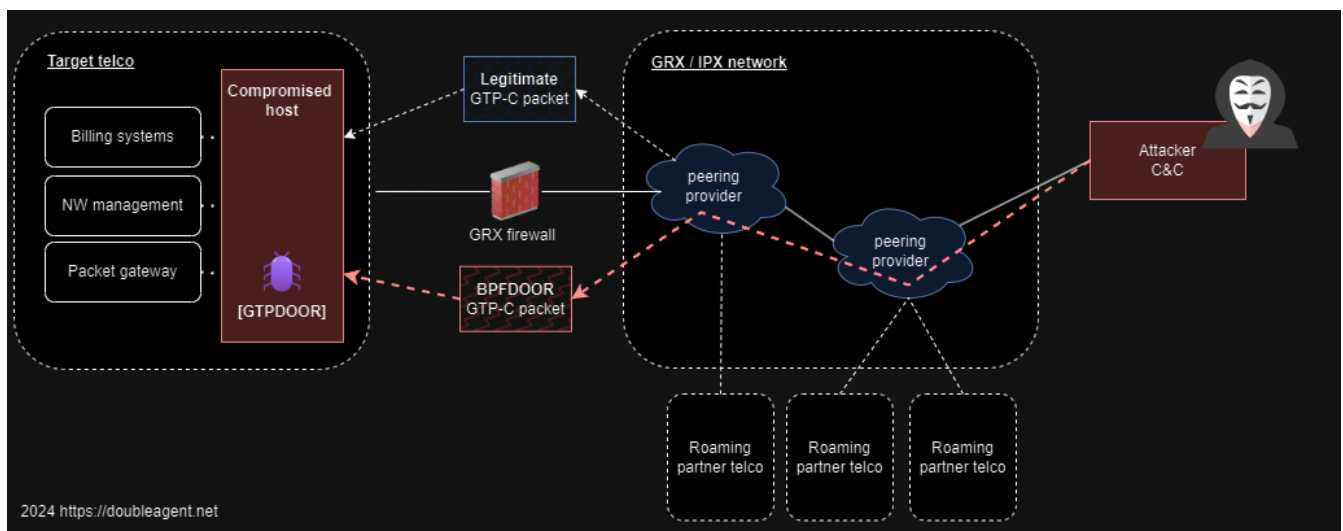 Target telco
Compromised
host
Billing systems
NW management
Packet gateway
[GTPDOOR]
Legitimate
GTP-C packet
GRX firewall
BPFDOOR
GTP-C packet
GRX / IPX network
peering
provider
peering
provider
Attacker
C&C
Roaming
partner telco
Roaming
partner telco
Roaming
partner telco
2024 https://doubleagent.net